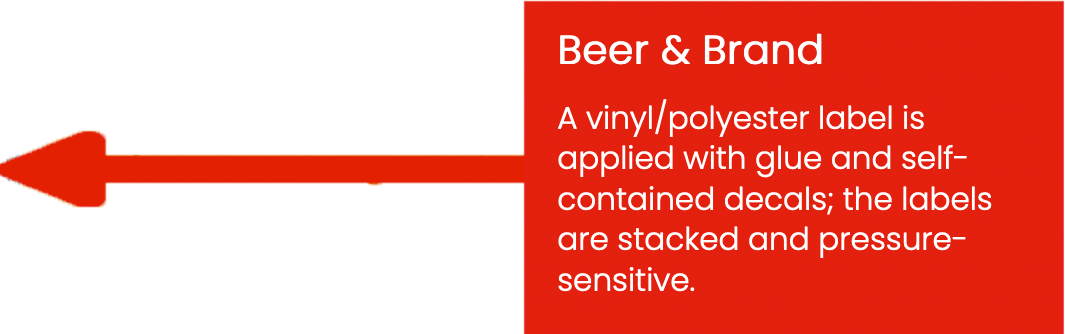 Beer & Brand
A vinyl/polyester label is
applied with glue and self-
contained decals; the labels
are stacked and pressure-
sensitive.